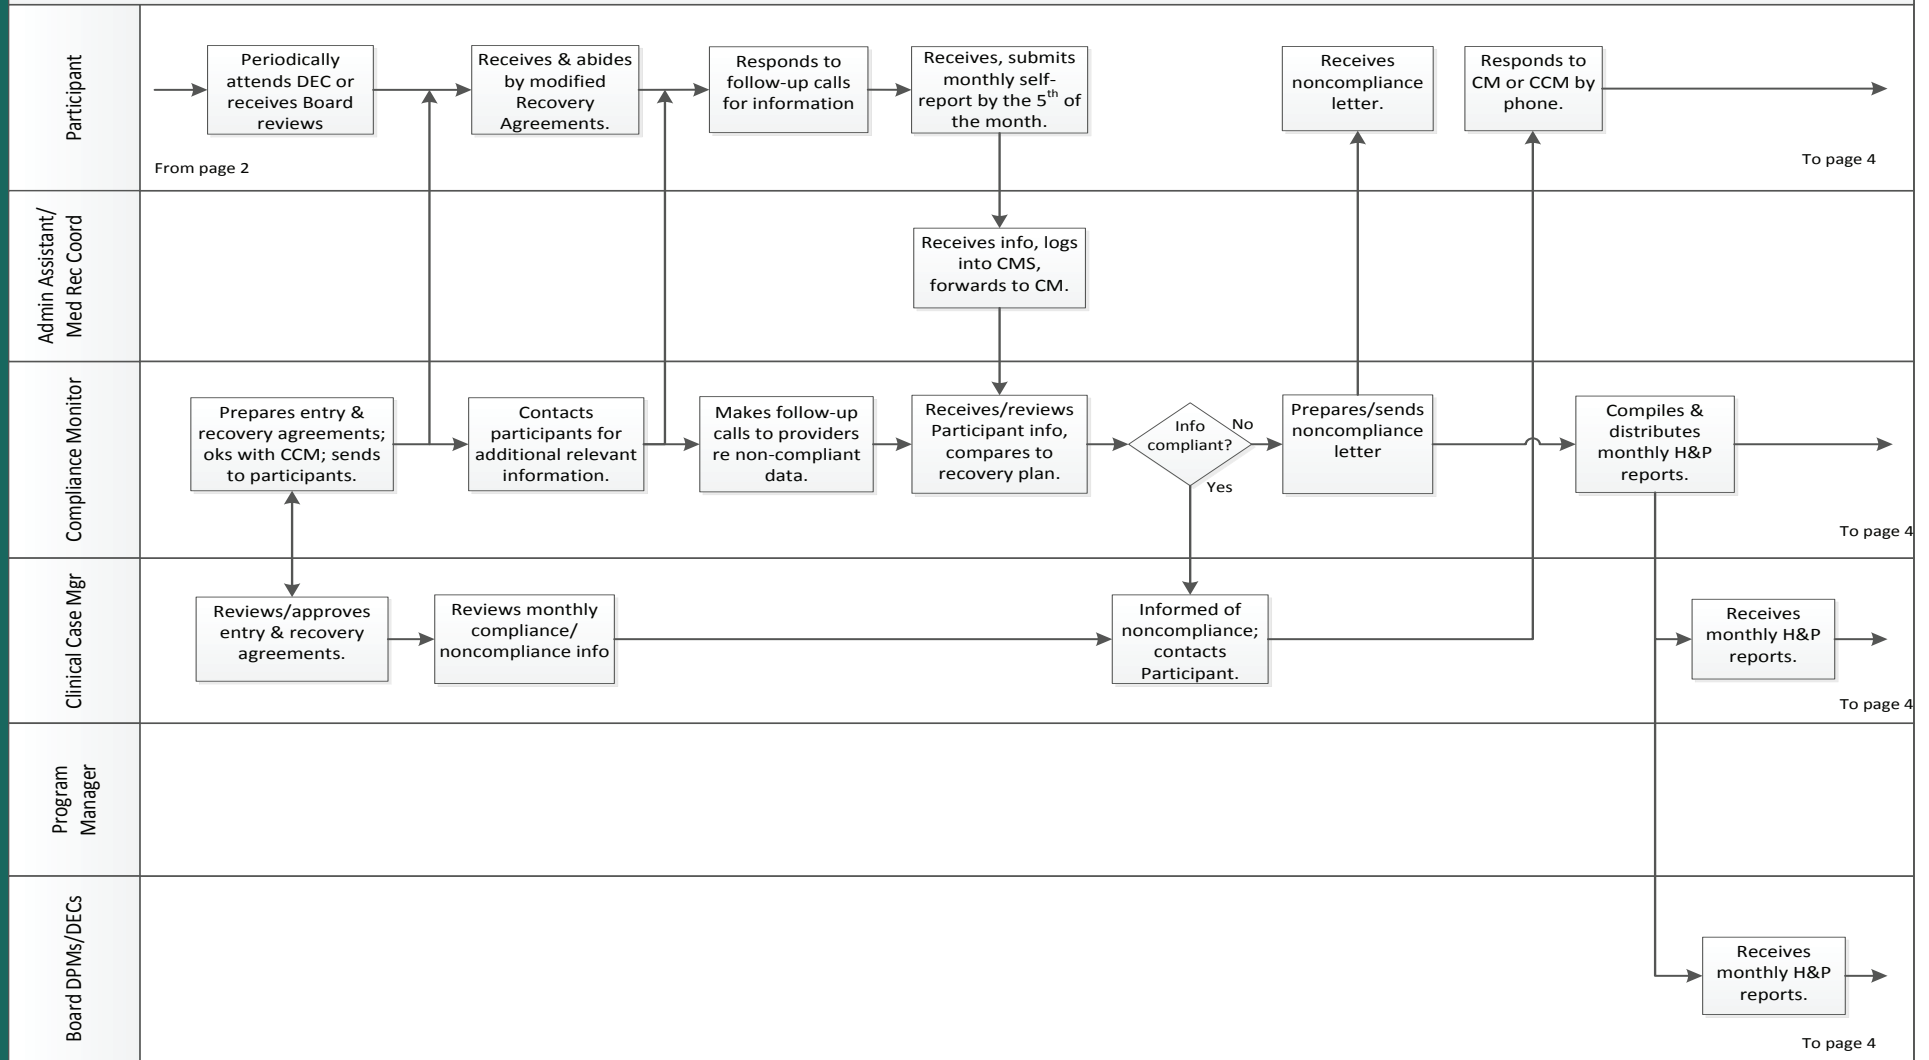 Participant
Periodically
attends DEC or
receives Board
reviews
Receives & abides
by modified
Recovery
Agreements.
Responds to
follow-up calls
for information
Receives, submits
monthly self-
report by the 5th of
the month.
Receives
noncompliance
letter.
Responds to
CM or CCM by
phone.
From page 2
To page 4
Admin Assistant/
Med Rec Coord
Receives info, logs
into CMS,
forwards to CM.
Compliance Monitor
Prepares entry &
recovery agreements;
oks with CCM; sends
to participants.
Contacts
participants for
additional relevant
information.
Makes follow-up
calls to providers
re non-compliant
data.
Receives/reviews
Participant info,
compares to
recovery plan.
Info
compliant?
No
Yes
Prepares/sends
noncompliance
letter
Compiles &
distributes
monthly H&P
reports.
To page 4
Clinical Case Mgr
Reviews/approves
entry & recovery
agreements.
Reviews monthly
compliance/
noncompliance info
Informed of
noncompliance;
contacts
Participant.
Receives
monthly H&P
reports.
To page 4
Program
Manager
Board DPMs/DECs
Receives
monthly H&P
reports.
To page 4